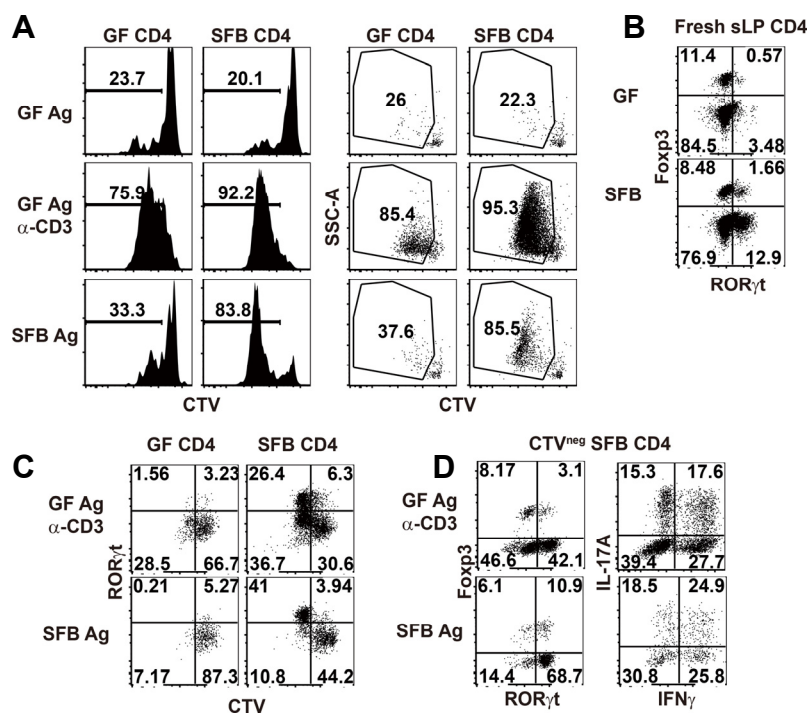 A
GF CD4 SFB CD4 GF CD4 SFB CD4
GF Ag
23.7 20.1 26 22.3
GF Ag
α-CD3
75.9 92.2 85.4 95.3
SFB Ag
33.3 83.8 37.6 85.5
SSC-A
CTV CTV
B
Fresh sLP CD4
GF
11.4 0.57
84.5 3.48
SFB
8.48 1.66
76.9 12.9
Foxp3
RORγt
C
GF CD4 SFB CD4
GF Ag
α-CD3
1.56 3.23 26.4 6.3
28.5 66.7 36.7 30.6
SFB Ag
0.21 5.27 41 3.94
7.17 87.3 10.8 44.2
RORγt
CTV
D
CTVneg SFB CD4
GF Ag
α-CD3
8.17 3.1 15.3 17.6
46.6 42.1 39.4 27.7
SFB Ag
6.1 10.9 18.5 24.9
14.4 68.7 30.8 25.8
Foxp3 IL-17A
RORγt IFNγ